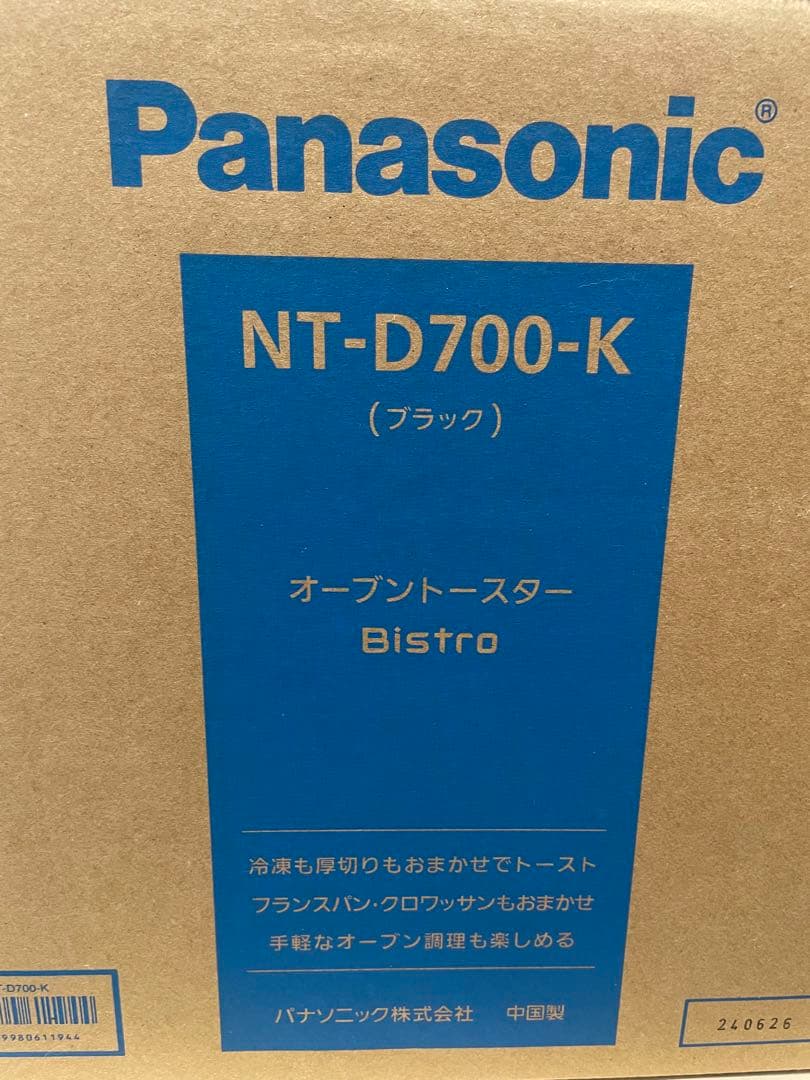 Panasonic®
NT-D700-K
(ブラック)
オーブントースター
Bistro
冷凍も厚切りもおまかせでトースト
フランスパン・クロワッサンもおまかせ
手軽なオーブン調理も楽しめる
パナソニック株式会社 中国製
-D700-K
9980611944
240626